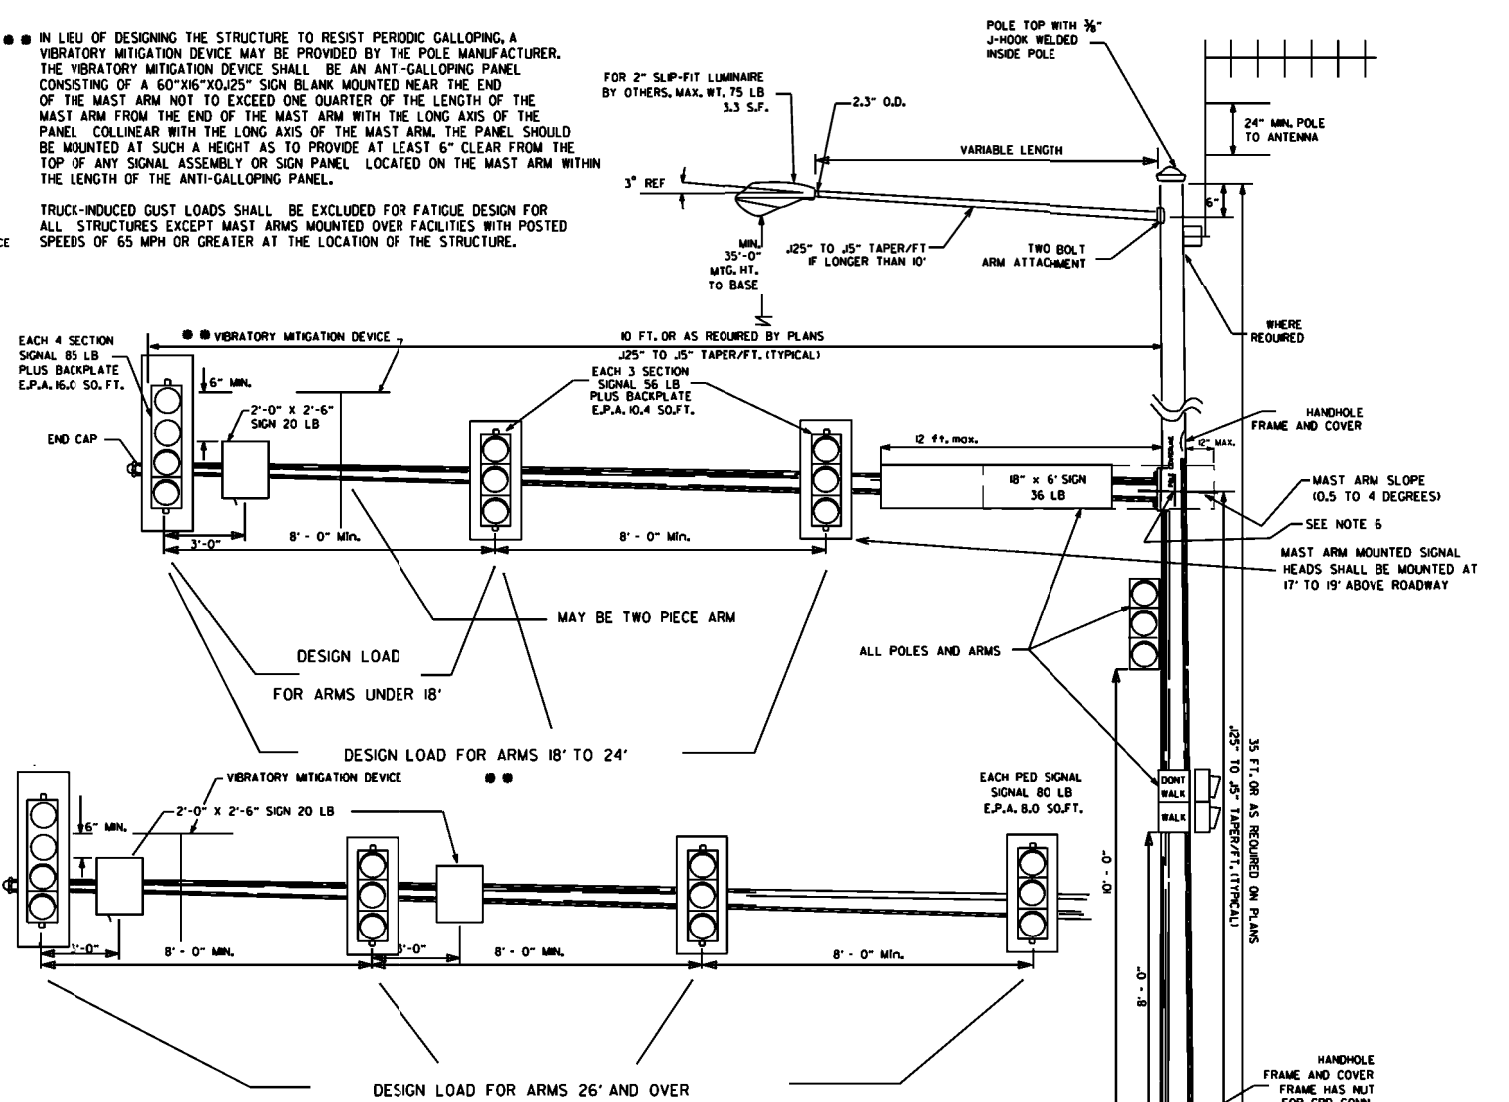 ●● IN LIEU OF DESIGNING THE STRUCTURE TO RESIST PERIODIC GALLOPING, A
VIBRATORY MITIGATION DEVICE MAY BE PROVIDED BY THE POLE MANUFACTURER.
THE VIBRATORY MITIGATION DEVICE SHALL BE AN ANT-GALLOPING PANEL
CONSISTING OF A 60"X16"X0.125" SIGN BLANK MOUNTED NEAR THE END
OF THE MAST ARM NOT TO EXCEED ONE QUARTER OF THE LENGTH OF THE
MAST ARM FROM THE END OF THE MAST ARM WITH THE LONG AXIS OF THE
PANEL COLLINEAR WITH THE LONG AXIS OF THE MAST ARM. THE PANEL SHOULD
BE MOUNTED AT SUCH A HEIGHT AS TO PROVIDE AT LEAST 6" CLEAR FROM THE
TOP OF ANY SIGNAL ASSEMBLY OR SIGN PANEL LOCATED ON THE MAST ARM WITHIN
THE LENGTH OF THE ANTI-GALLOPING PANEL.
TRUCK-INDUCED GUST LOADS SHALL BE EXCLUDED FOR FATIGUE DESIGN FOR
ALL STRUCTURES EXCEPT MAST ARMS MOUNTED OVER FACILITIES WITH POSTED
SPEEDS OF 65 MPH OR GREATER AT THE LOCATION OF THE STRUCTURE.
CE
POLE TOP WITH 3/8"
J-HOOK WELDED
INSIDE POLE
FOR 2" SLIP-FIT LUMINAIRE
BY OTHERS. MAX. WT. 75 LB
3.3 S.F.
2.3" O.D.
24" MIN. POLE
TO ANTENNA
VARIABLE LENGTH
3° REF
6"
MIN.
35'-0"
MTG. HT.
TO BASE
.125" TO .15" TAPER/FT
IF LONGER THAN 10'
TWO BOLT
ARM ATTACHMENT
WHERE
REQUIRED
EACH 4 SECTION
SIGNAL 85 LB
PLUS BACKPLATE
E.P.A. 16.0 SQ. FT.
●● VIBRATORY MITIGATION DEVICE
10 FT. OR AS REQUIRED BY PLANS
.125" TO .15" TAPER/FT. (TYPICAL)
6" MIN.
2'-0" X 2'-6"
SIGN 20 LB
EACH 3 SECTION
SIGNAL 56 LB
PLUS BACKPLATE
E.P.A. 10.4 SQ.FT.
HANDHOLE
FRAME AND COVER
END CAP
12 ft. max.
12" MAX.
POLE CENTERLINE
18" x 6' SIGN
36 LB
MAST ARM SLOPE
(0.5 TO 4 DEGREES)
SEE NOTE 6
3'-0"
8' - 0" Min.
8' - 0" Min.
MAST ARM MOUNTED SIGNAL
HEADS SHALL BE MOUNTED AT
17' TO 19' ABOVE ROADWAY
MAY BE TWO PIECE ARM
DESIGN LOAD
FOR ARMS UNDER 18'
ALL POLES AND ARMS
DESIGN LOAD FOR ARMS 18' TO 24'
VIBRATORY MITIGATION DEVICE ●●
2'-0" X 2'-6" SIGN 20 LB
6" MIN.
EACH PED SIGNAL
SIGNAL 80 LB
E.P.A. 8.0 SQ.FT.
DONT
WALK
WALK
35 FT. OR AS REQUIRED ON PLANS
.125" TO .15" TAPER/FT. (TYPICAL)
10' - 0"
8' - 0"
'-0"
8' - 0" MIN.
'-0"
8' - 0" MIN.
8' - 0" Min.
DESIGN LOAD FOR ARMS 26' AND OVER
HANDHOLE
FRAME AND COVER
FRAME HAS NUT
FOR GRD CONN.